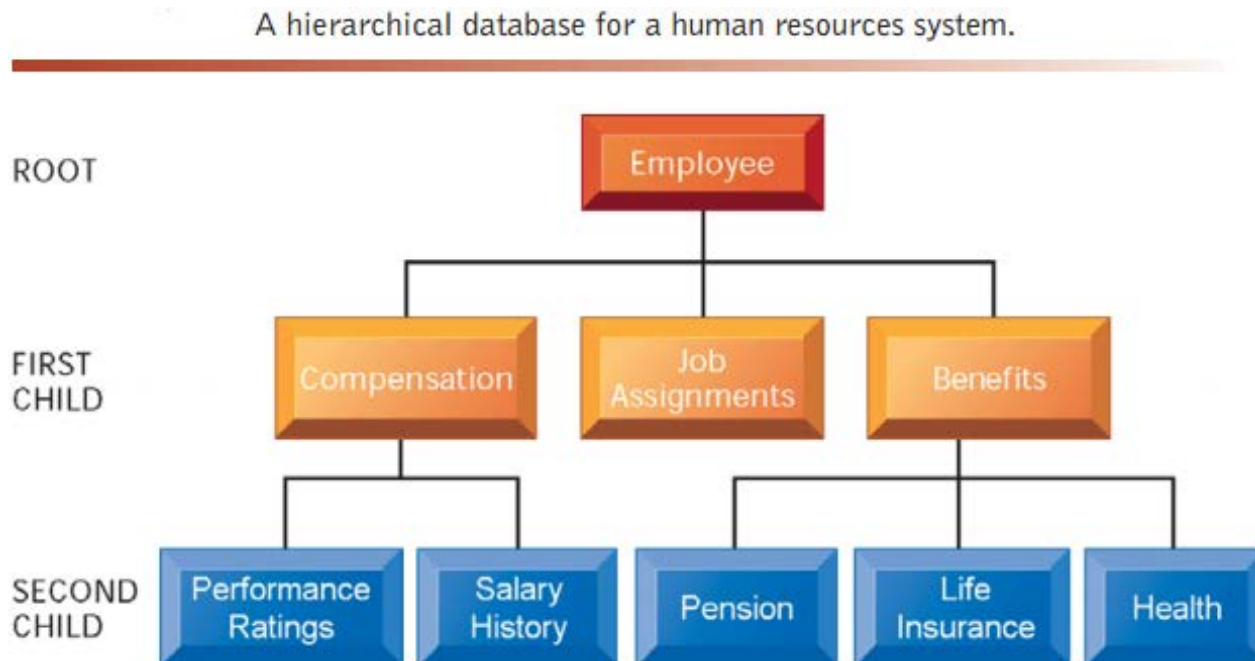 A hierarchical database for a human resources system.
ROOT
Employee
FIRST
CHILD
Compensation
Job
Assignments
Benefits
SECOND
CHILD
Performance
Ratings
Salary
History
Pension
Life
Insurance
Health